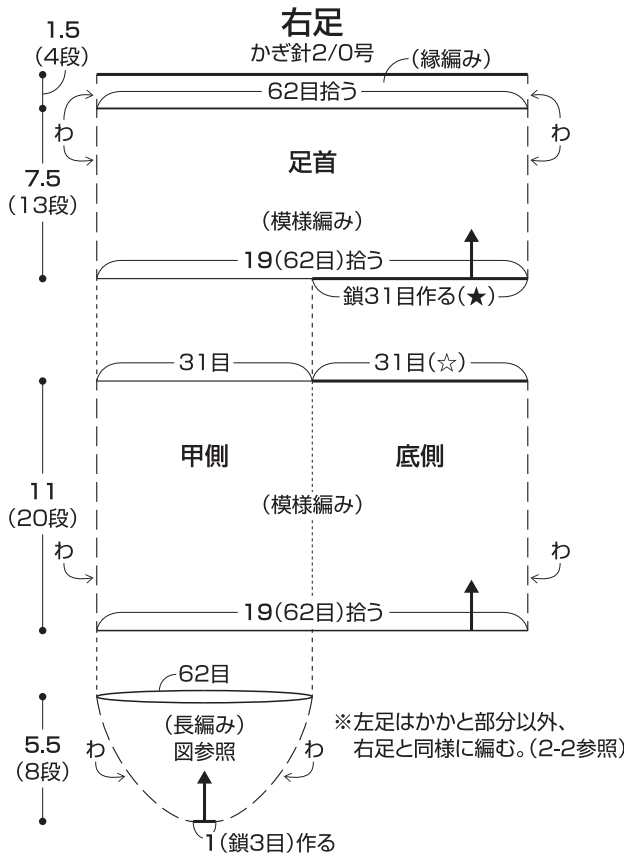 右足
かぎ針2/0号
1.5
(4段)
(縁編み)
62目拾う
わ
わ
7.5
(13段)
足首
(模様編み)
19(62目)拾う
鎖31目作る(★)
31目
31目(☆)
甲側
底側
11
(20段)
(模様編み)
わ
わ
19(62目)拾う
62目
5.5
(8段)
(長編み)
図参照
わ
わ
1(鎖3目)作る
※左足はかかと部分以外、
右足と同様に編む。(2-2参照)